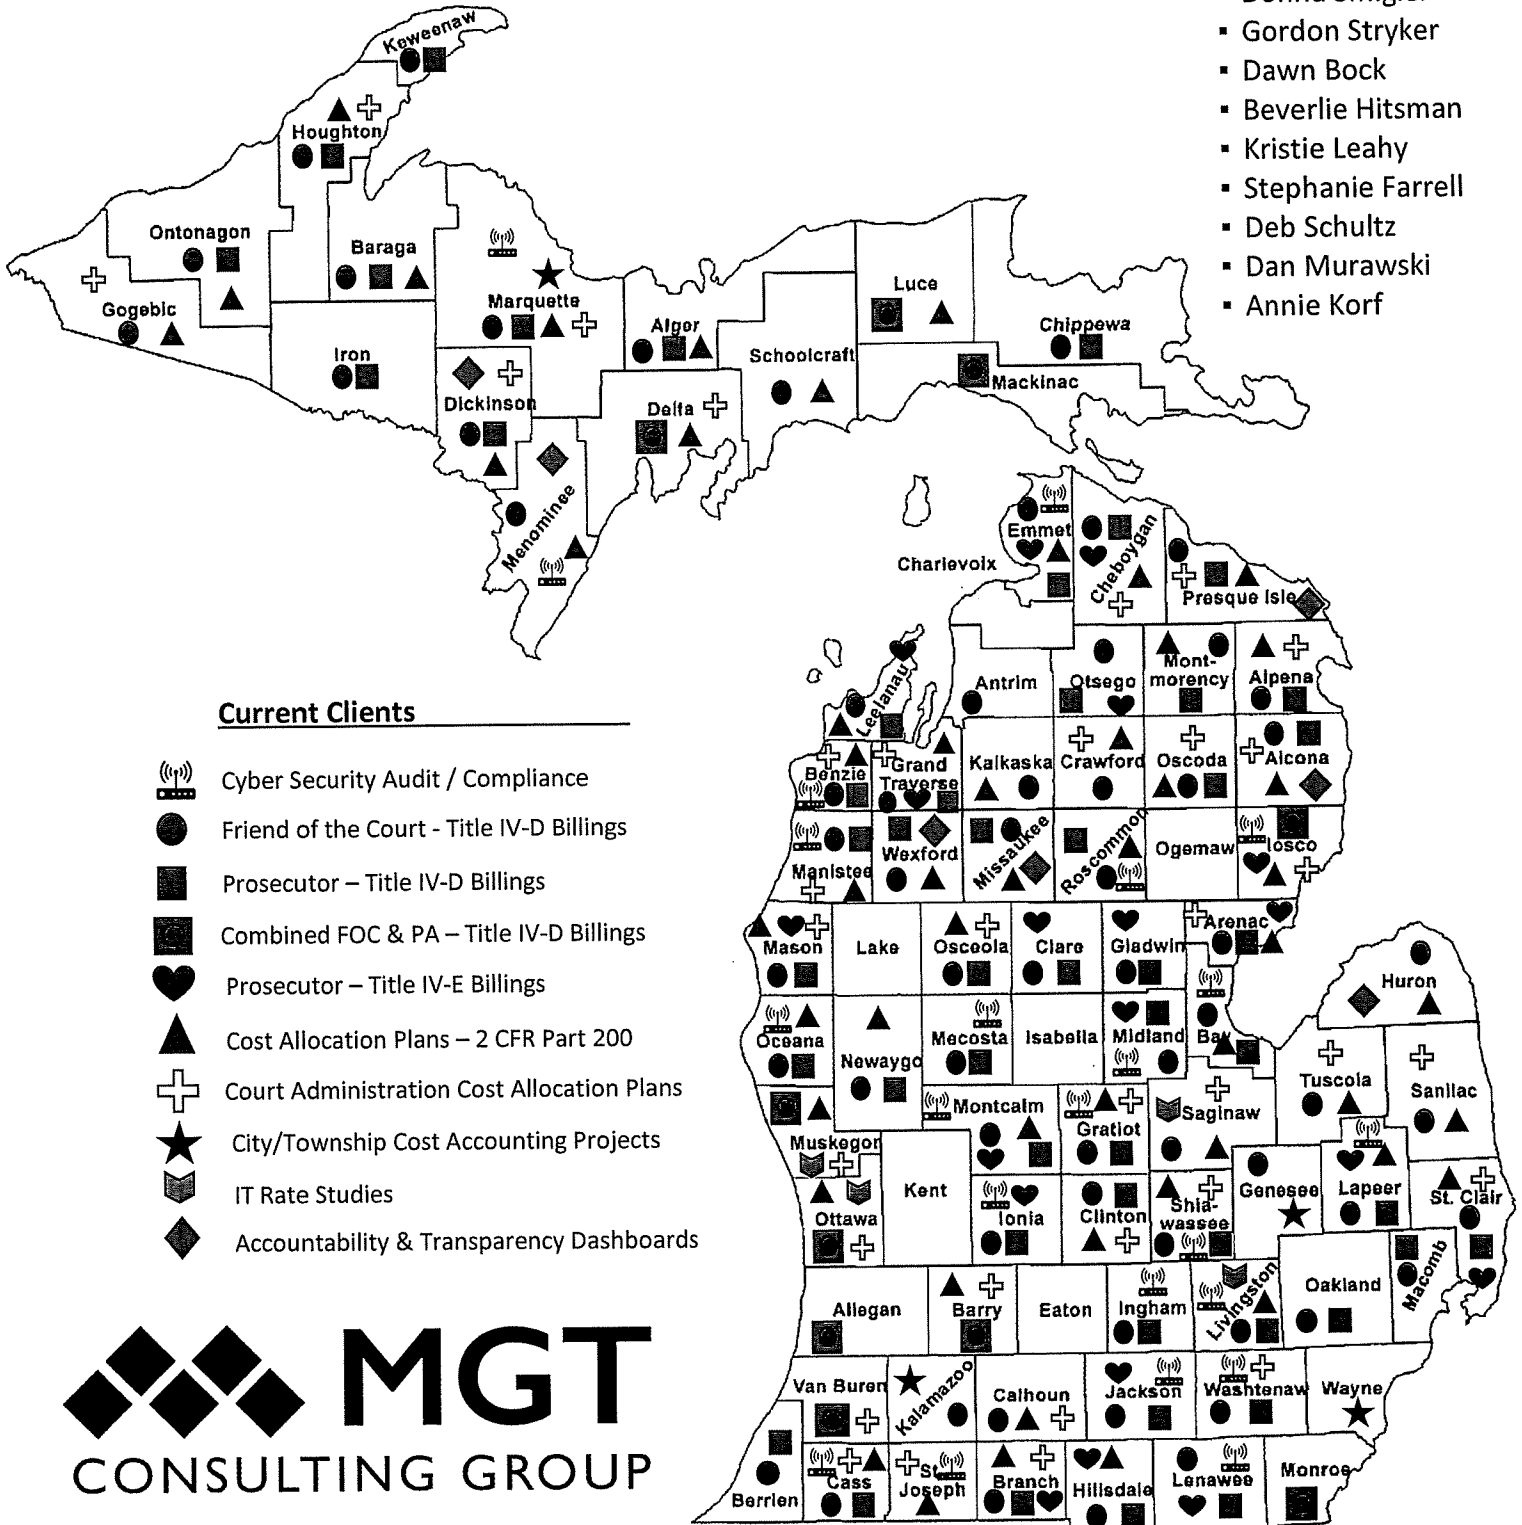 Gordon Stryker
Dawn Bock
Beverlie Hitsman
Kristie Leahy
Stephanie Farrell
Deb Schultz
Dan Murawski
Annie Korf
Keweenaw
Houghton
Ontonagon
Baraga
Gogebic
Marquette
Iron
Dickinson
Alger
Luce
Chippewa
Schoolcraft
Mackinac
Delta
Menominee
Emmet
Charlevoix
Cheboygan
Presque Isle
Leelanau
Antrim
Otsego
Mont-
morency
Alpena
Benzie
Grand
Traverse
Kalkaska
Crawford
Oscoda
Alcona
Manistee
Wexford
Missaukee
Roscommon
Ogemaw
Iosco
Mason
Lake
Osceola
Clare
Gladwin
Arenac
Huron
Oceana
Newaygo
Mecosta
Isabella
Midland
Bay
Tuscola
Sanilac
Muskegon
Montcalm
Gratiot
Saginaw
Ottawa
Kent
Ionia
Clinton
Shia-
wassee
Genesee
Lapeer
St. Clair
Allegan
Barry
Eaton
Ingham
Livingston
Oakland
Macomb
Van Buren
Kalamazoo
Calhoun
Jackson
Washtenaw
Wayne
Berrien
Cass
St.
Joseph
Branch
Hillsdale
Lenawee
Monroe
Current Clients
Cyber Security Audit / Compliance
Friend of the Court - Title IV-D Billings
Prosecutor – Title IV-D Billings
Combined FOC & PA – Title IV-D Billings
Prosecutor – Title IV-E Billings
Cost Allocation Plans – 2 CFR Part 200
Court Administration Cost Allocation Plans
City/Township Cost Accounting Projects
IT Rate Studies
Accountability & Transparency Dashboards
MGT
CONSULTING GROUP